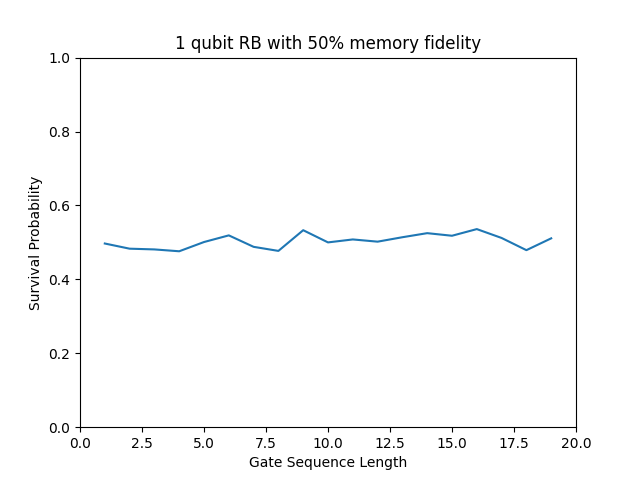 1 qubit RB with 50% memory fidelity
1.0
0.8
0.6
0.4
0.2
0.0
Survival Probability
0.0 2.5 5.0 7.5 10.0 12.5 15.0 17.5 20.0
Gate Sequence Length